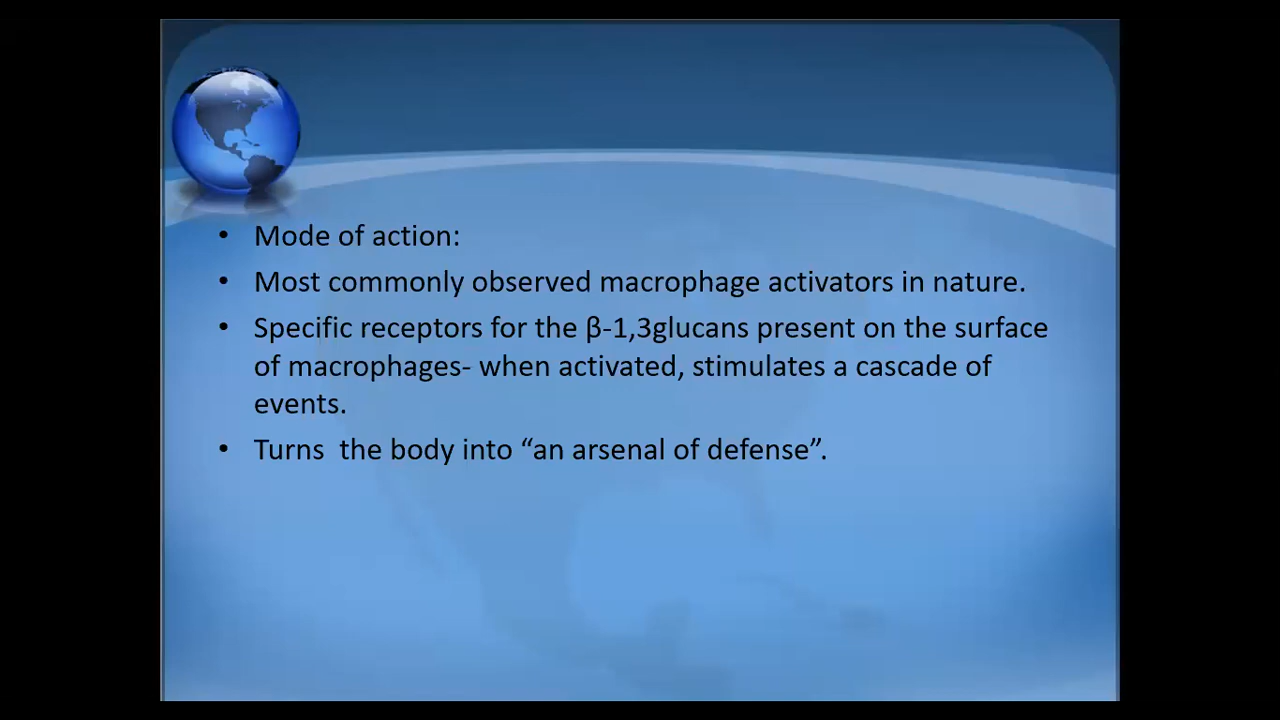 • Mode of action:
• Most commonly observed macrophage activators in nature.
• Specific receptors for the β-1,3glucans present on the surface
of macrophages- when activated, stimulates a cascade of
events.
• Turns  the body into “an arsenal of defense”.